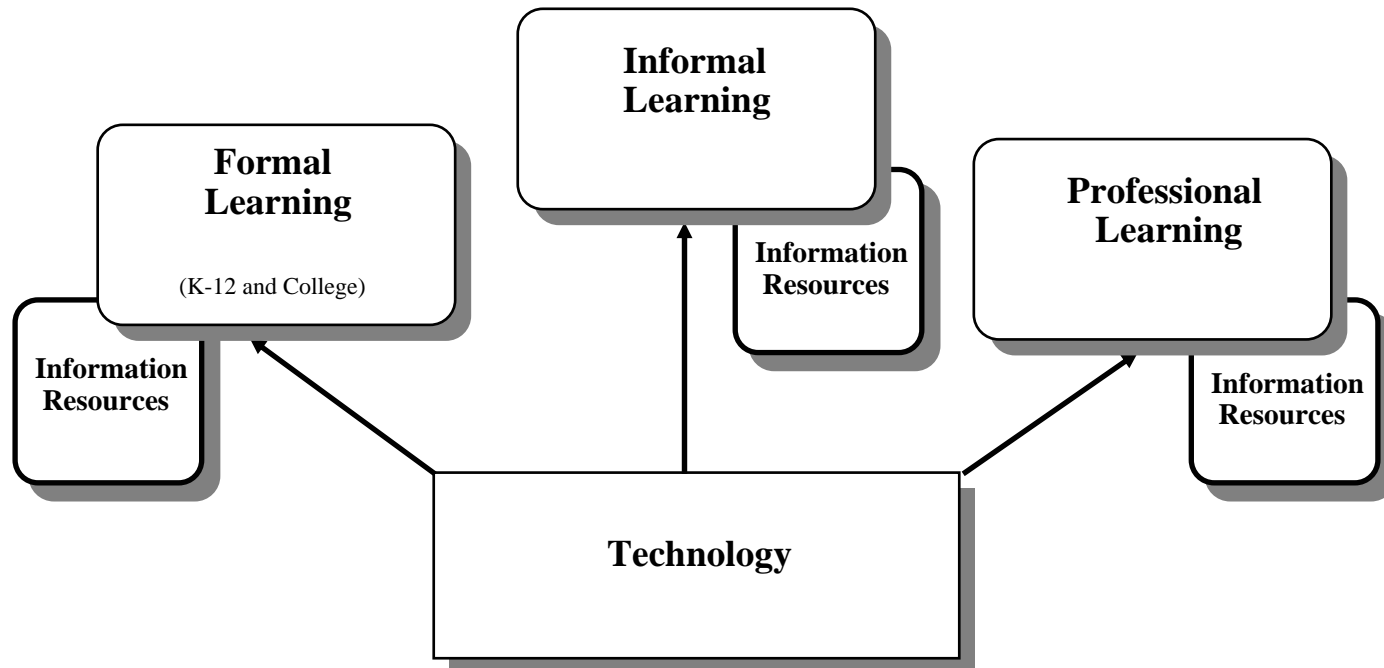 Informal
Learning
Formal
Learning
(K-12 and College)
Professional
Learning
Information
Resources
Information
Resources
Information
Resources
Technology